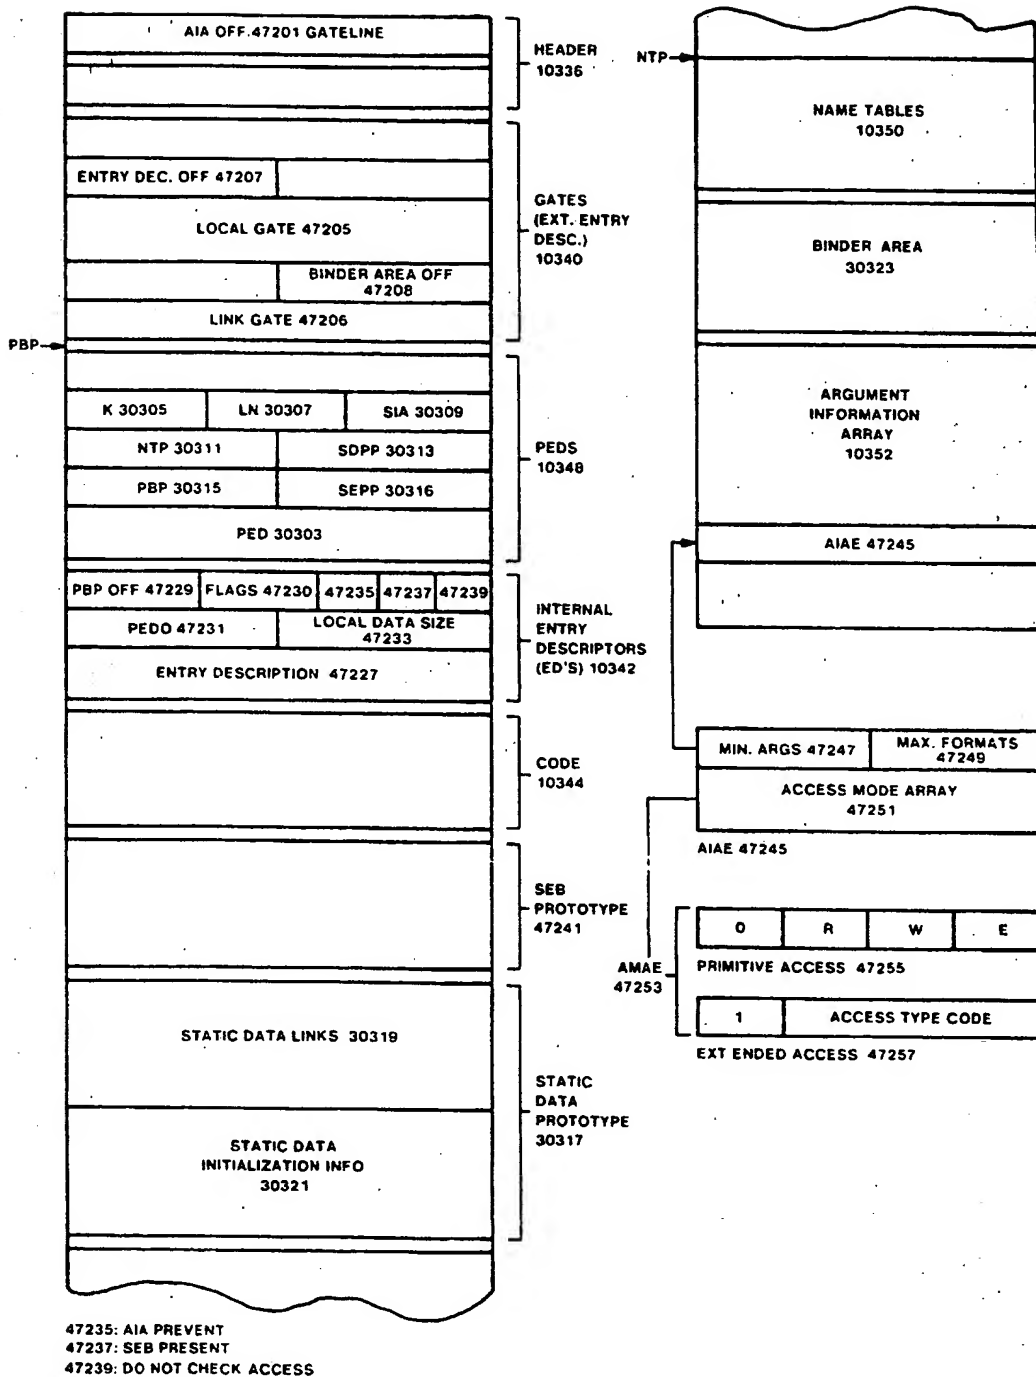 AIA OFF.47201 GATELINE
HEADER
10336
ENTRY DEC. OFF 47207
LOCAL GATE 47205
BINDER AREA OFF
47208
LINK GATE 47206
GATES
(EXT. ENTRY
DESC.)
10340
PBP
K 30305
LN 30307
SIA 30309
NTP 30311
SDPP 30313
PBP 30315
SEPP 30316
PED 30303
PEDS
10348
PBP OFF 47229
FLAGS 47230
47235
47237
47239
PEDO 47231
LOCAL DATA SIZE
47233
ENTRY DESCRIPTION 47227
INTERNAL
ENTRY
DESCRIPTORS
(ED'S) 10342
CODE
10344
SEB
PROTOTYPE
47241
STATIC DATA LINKS 30319
STATIC DATA
INITIALIZATION INFO
30321
STATIC
DATA
PROTOTYPE
30317
47235: AIA PREVENT
47237: SEB PRESENT
47239: DO NOT CHECK ACCESS
NTP
NAME TABLES
10350
BINDER AREA
30323
ARGUMENT
INFORMATION
ARRAY
10352
AIAE 47245
MIN. ARGS 47247
MAX. FORMATS
47249
ACCESS MODE ARRAY
47251
AIAE 47245
AMAE
47253
0
R
W
E
PRIMITIVE ACCESS 47255
1
ACCESS TYPE CODE
EXT ENDED ACCESS 47257